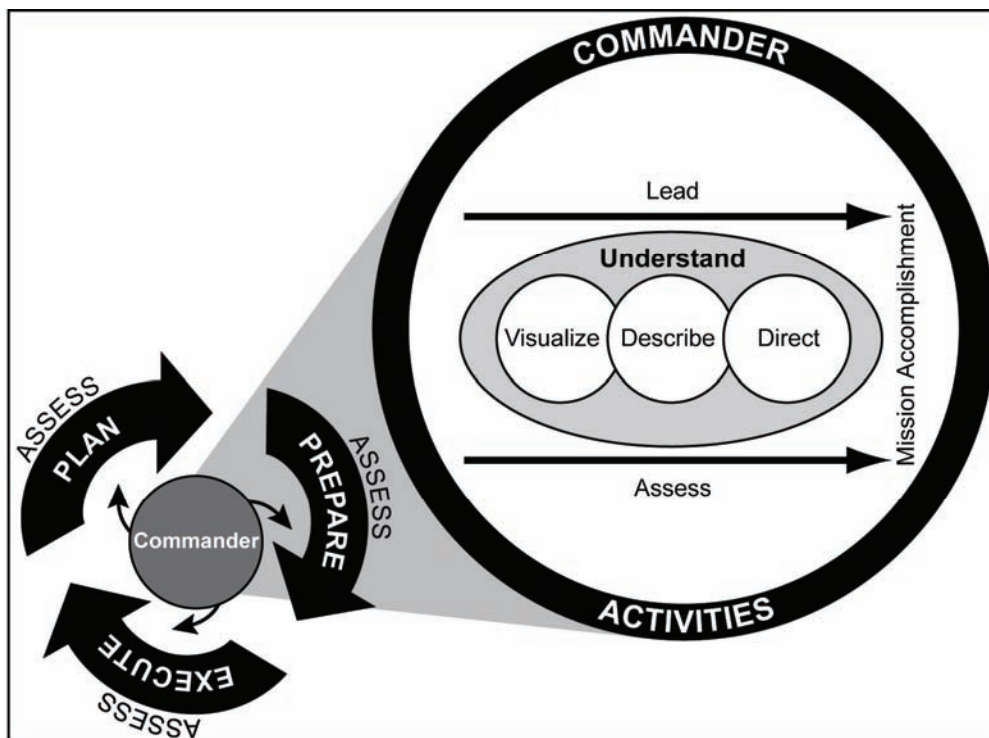 COMMANDER
Lead
Understand
Visualize
Describe
Direct
Mission Accomplishment
Assess
ACTIVITIES
ASSESS
PLAN
PREPARE
ASSESS
Commander
EXECUTE
ASSESS